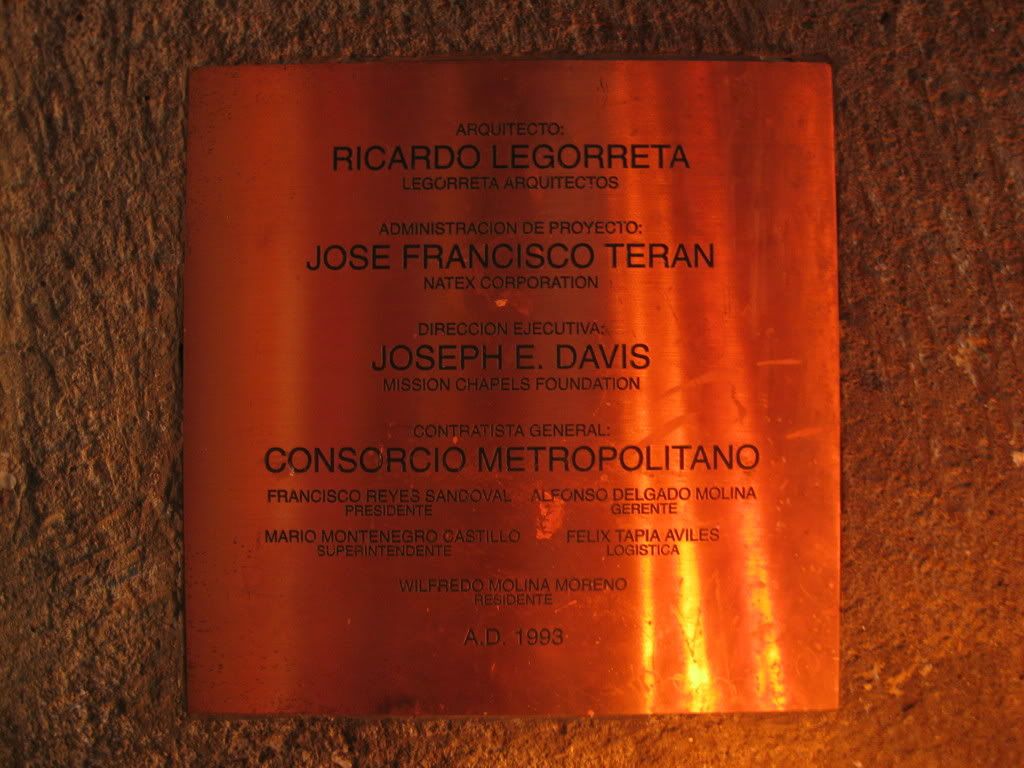 ARQUITECTO:
RICARDO LEGORRETA
LEGORRETA ARQUITECTOS
ADMINISTRACION DE PROYECTO:
JOSE FRANCISCO TERAN
NATEX CORPORATION
DIRECCION EJECUTIVA:
JOSEPH E. DAVIS
MISSION CHAPELS FOUNDATION
CONTRATISTA GENERAL:
CONSORCIO METROPOLITANO
FRANCISCO REYES SANDOVAL ALFONSO DELGADO MOLINA
PRESIDENTE GERENTE
MARIO MONTENEGRO CASTILLO FELIX TAPIA AVILES
SUPERINTENDENTE LOGISTICA
WILFREDO MOLINA MORENO
RESIDENTE
A.D. 1993